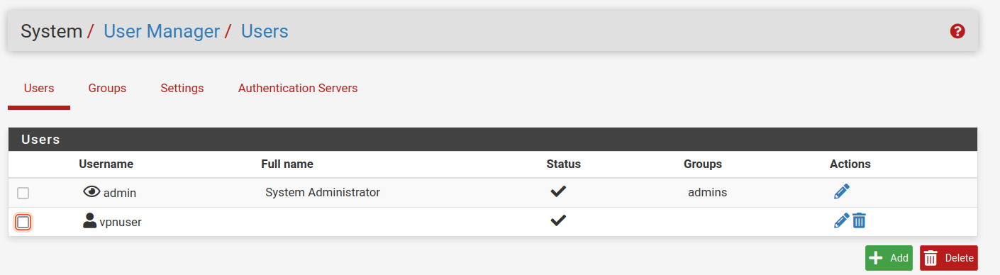 System / User Manager / Users
Users Groups Settings Authentication Servers
Users
Username Full name Status Groups Actions
admin System Administrator admins
vpnuser
Add Delete